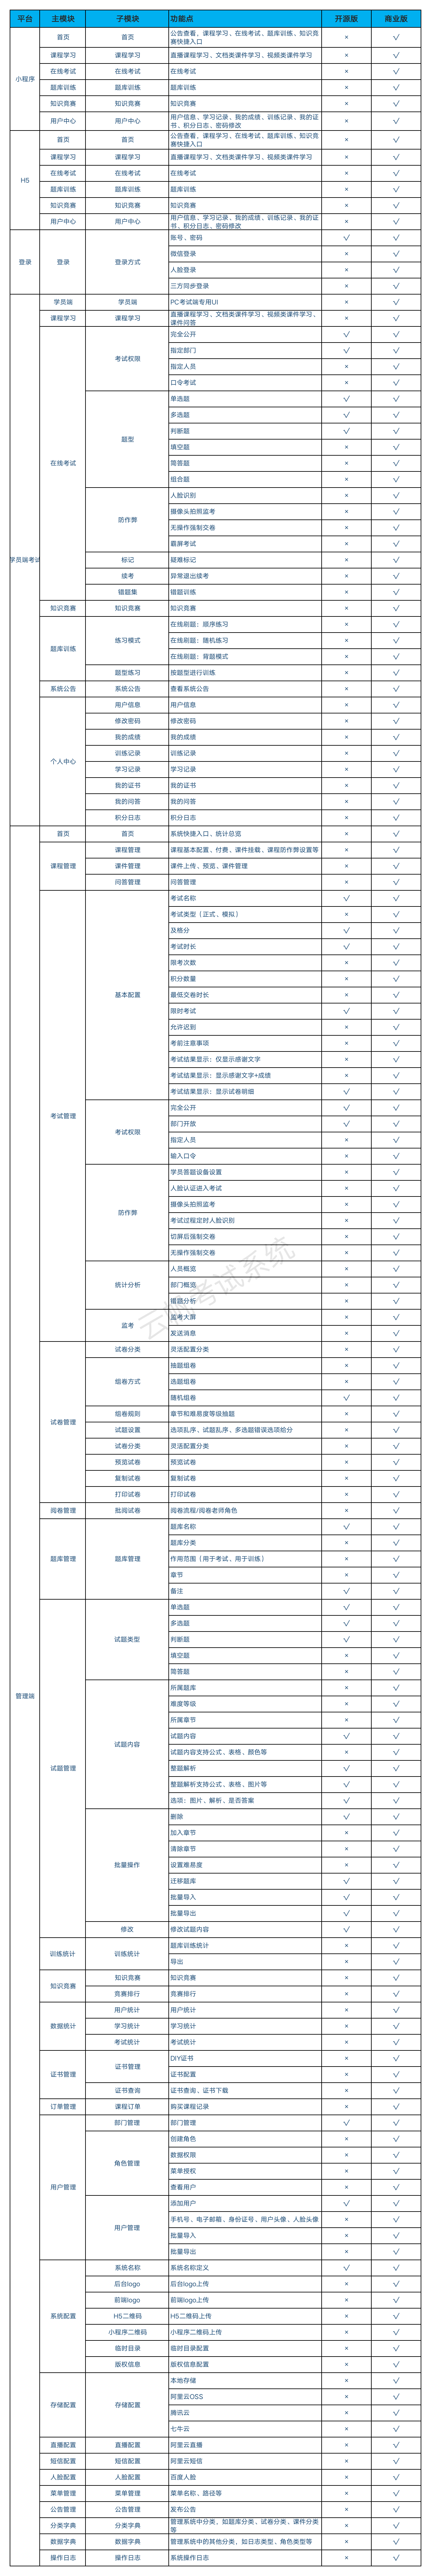 平台 主模块 子模块 功能点 开源版 商业版
小程序 首页 首页 公告查看，课程学习、在线考试、题库训练、知识竞赛快捷入口 × √
课程学习 课程学习 直播课程学习、文档类课件学习、视频类课件学习 × √
在线考试 在线考试 在线考试 × √
题库训练 题库训练 题库训练 × √
知识竞赛 知识竞赛 知识竞赛 × √
用户中心 用户中心 用户信息、学习记录、我的成绩、训练记录、我的证书、积分日志、密码修改 × √
H5 首页 首页 公告查看，课程学习、在线考试、题库训练、知识竞赛快捷入口 × √
课程学习 课程学习 直播课程学习、文档类课件学习、视频类课件学习 × √
在线考试 在线考试 在线考试 × √
题库训练 题库训练 题库训练 × √
知识竞赛 知识竞赛 知识竞赛 × √
用户中心 用户中心 用户信息、学习记录、我的成绩、训练记录、我的证书、积分日志、密码修改 × √
登录 登录 登录方式 账号、密码 √ √
微信登录 × √
人脸登录 × √
三方同步登录 × √
学员端考试 学员端 学员端 PC考试端专用UI × √
课程学习 课程学习 直播课程学习、文档类课件学习、视频类课件学习、课件问答 × √
在线考试 考试权限 完全公开 √ √
指定部门 √ √
指定人员 × √
口令考试 × √
题型 单选题 √ √
多选题 √ √
判断题 √ √
填空题 × √
简答题 × √
组合题 × √
防作弊 人脸识别 × √
摄像头拍照监考 × √
无操作强制交卷 × √
霸屏考试 × √
标记 疑难标记 × √
续考 异常退出续考 × √
错题集 错题训练 × √
知识竞赛 知识竞赛 知识竞赛 × √
题库训练 练习模式 在线刷题：顺序练习 × √
在线刷题：随机练习 × √
在线刷题：背题模式 × √
题型练习 按题型进行训练 × √
系统公告 系统公告 查看系统公告 × √
个人中心 用户信息 用户信息 × √
修改密码 修改密码 × √
我的成绩 我的成绩 × √
训练记录 训练记录 × √
学习记录 学习记录 × √
我的证书 我的证书 × √
我的问答 我的问答 × √
积分日志 积分日志 × √
管理端 首页 首页 系统快捷入口、统计总览 × √
课程管理 课程管理 课程基本配置、付费、课件挂载、课程防作弊设置等 × √
课件管理 课件上传、预览、课件管理 × √
问答管理 问答管理 × √
考试管理 基本配置 考试名称 √ √
考试类型（正式、模拟） × √
及格分 √ √
考试时长 √ √
限考次数 × √
积分数量 × √
最低交卷时长 × √
限时考试 √ √
允许迟到 × √
考前注意事项 × √
考试结果显示：仅显示感谢文字 × √
考试结果显示：显示感谢文字+成绩 × √
考试结果显示：显示试卷明细 √ √
考试权限 完全公开 √ √
部门开放 √ √
指定人员 × √
输入口令 × √
防作弊 学员答题设备设置 × √
人脸认证进入考试 × √
摄像头拍照监考 × √
考试过程定时人脸识别 × √
切屏后强制交卷 × √
无操作强制交卷 × √
统计分析 人员概览 × √
部门概览 × √
错题分析 × √
监考 监考大屏 × √
发送消息 × √
云帆考试系统
试卷管理 试卷分类 灵活配置分类 × √
组卷方式 抽题组卷 × √
选题组卷 × √
随机组卷 √ √
组卷规则 章节和难易度等级抽题 × √
试题设置 选项乱序、试题乱序、多选题错误选项给分 × √
试卷分类 灵活配置分类 × √
预览试卷 预览试卷 × √
复制试卷 复制试卷 × √
打印试卷 打印试卷 × √
阅卷管理 批阅试卷 阅卷流程/阅卷老师角色 × √
题库管理 题库管理 题库名称 √ √
题库分类 × √
作用范围（用于考试，用于训练） × √
章节 × √
备注 √ √
试题管理 试题类型 单选题 √ √
多选题 √ √
判断题 √ √
填空题 × √
简答题 × √
试题内容 所属题库 × √
难度等级 × √
所属章节 × √
试题内容 √ √
试题内容支持公式、表格、颜色等 × √
整题解析 √ √
整题解析支持公式、表格、图片等 √ √
选项：图片、解析、是否答案 √ √
批量操作 删除 √ √
加入章节 × √
清除章节 × √
设置难易度 × √
迁移题库 √ √
批量导入 √ √
批量导出 √ √
修改 修改试题内容 √ √
训练统计 训练统计 题库训练统计 × √
导出 × √
知识竞赛 知识竞赛 知识竞赛 × √
竞赛排行 竞赛排行 × √
数据统计 用户统计 用户统计 × √
学习统计 学习统计 × √
考试统计 考试统计 × √
证书管理 证书管理 DIY证书 × √
证书配置 × √
证书查询 证书查询、证书下载 × √
订单管理 课程订单 购买课程记录 × √
用户管理 部门管理 部门管理 √ √
角色管理 创建角色 × √
数据权限 × √
菜单授权 × √
查看用户 × √
用户管理 添加用户 √ √
手机号、电子邮箱、身份证号、用户头像、人脸头像 × √
批量导入 × √
批量导出 × √
系统配置 系统名称 系统名称定义 √ √
后台logo 后台logo上传 × √
前端logo 前端logo上传 × √
H5二维码 H5二维码上传 × √
小程序二维码 小程序二维码上传 × √
临时目录 临时目录配置 × √
版权信息 版权信息配置 × √
存储配置 存储配置 本地存储 × √
阿里云OSS × √
腾讯云 × √
七牛云 × √
直播配置 直播配置 阿里云直播 × √
短信配置 短信配置 阿里云短信 × √
人脸配置 人脸配置 百度人脸 × √
菜单管理 菜单管理 菜单名称、路径等 × √
公告管理 公告管理 发布公告 × √
分类字典 分类字典 管理系统中分类，如题库分类、试卷分类、课件分类等 × √
数据字典 数据字典 管理系统中的其他分类，如日志类型、角色类型等 × √
操作日志 操作日志 系统操作日志 × √